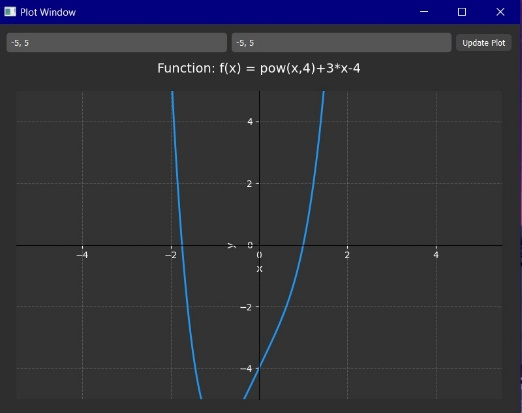 Plot Window
-5, 5
-5, 5
Update Plot
Function: f(x) = pow(x,4)+3*x-4
4
2
y
0
−4
−2
0
2
4
x
−2
−4